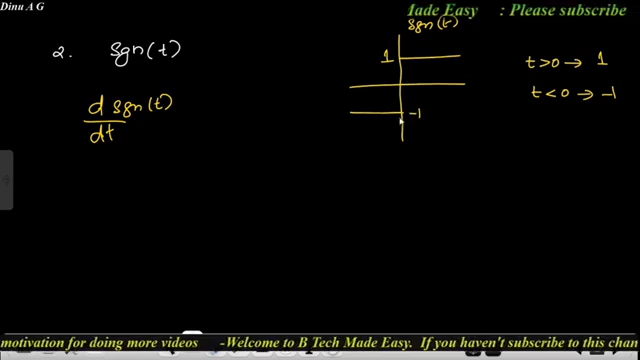 Dinu A G
Made Easy : Please subscribe
2. Sgn(t)
Sgn(t)
1
-1
t>0 → 1
t<0 → -1
d sgn(t)
dt
motivation for doing more videos -Welcome to B Tech Made Easy. If you haven't subscribe to this chan